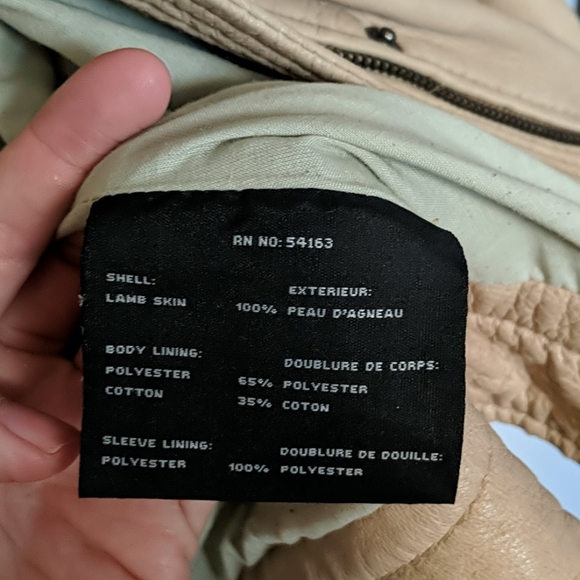 RN NO: 54163
SHELL: EXTERIEUR:
LAMB SKIN 100% PEAU D'AGNEAU
BODY LINING: DOUBLURE DE CORPS:
POLYESTER 65% POLYESTER
COTTON 35% COTON
SLEEVE LINING: DOUBLURE DE DOUILLE:
POLYESTER 100% POLYESTER